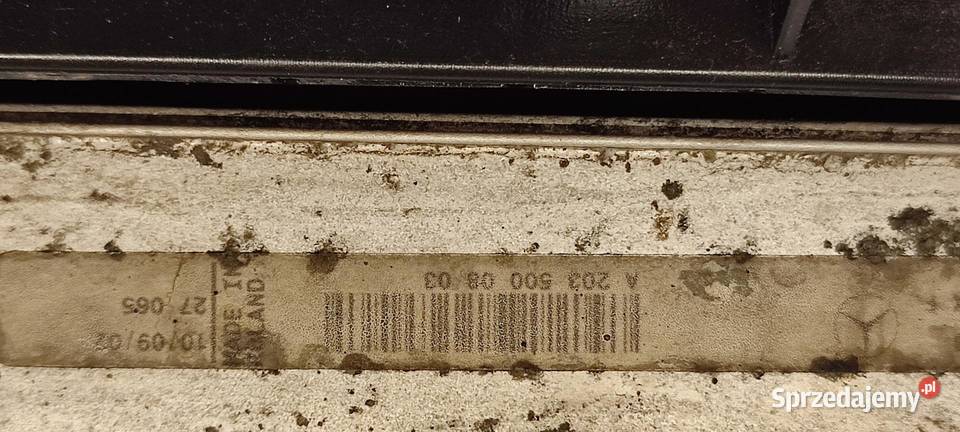 A 203 500 08 03
MADE IN
10/09/02
27 065
Sprzedajemy.pl